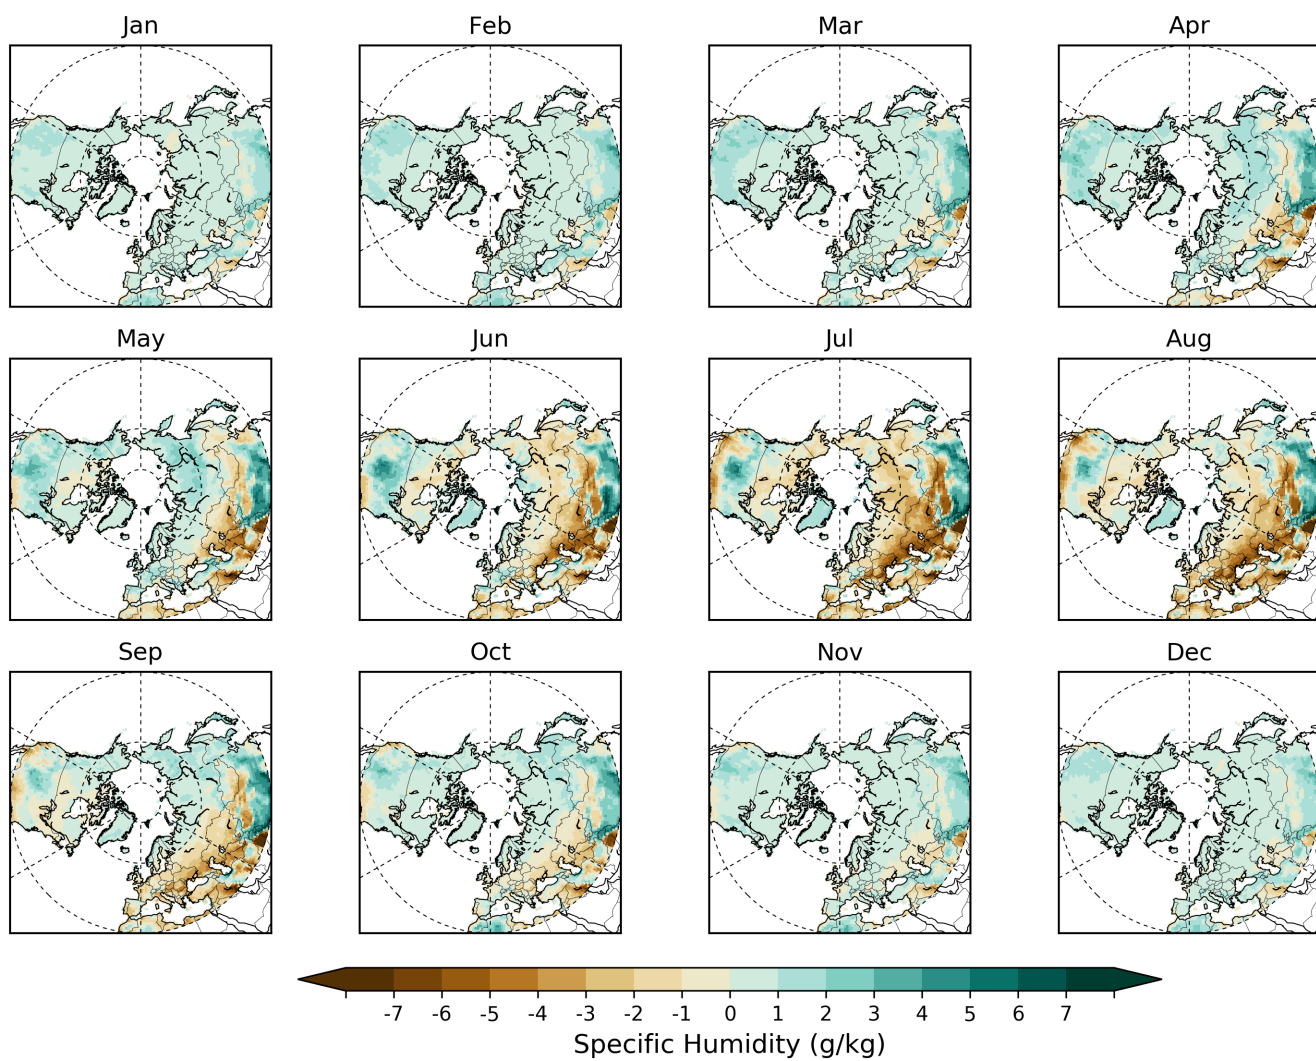 Jan Feb Mar Apr
May Jun Jul Aug
Sep Oct Nov Dec
-7 -6 -5 -4 -3 -2 -1 0 1 2 3 4 5 6 7
Specific Humidity (g/kg)